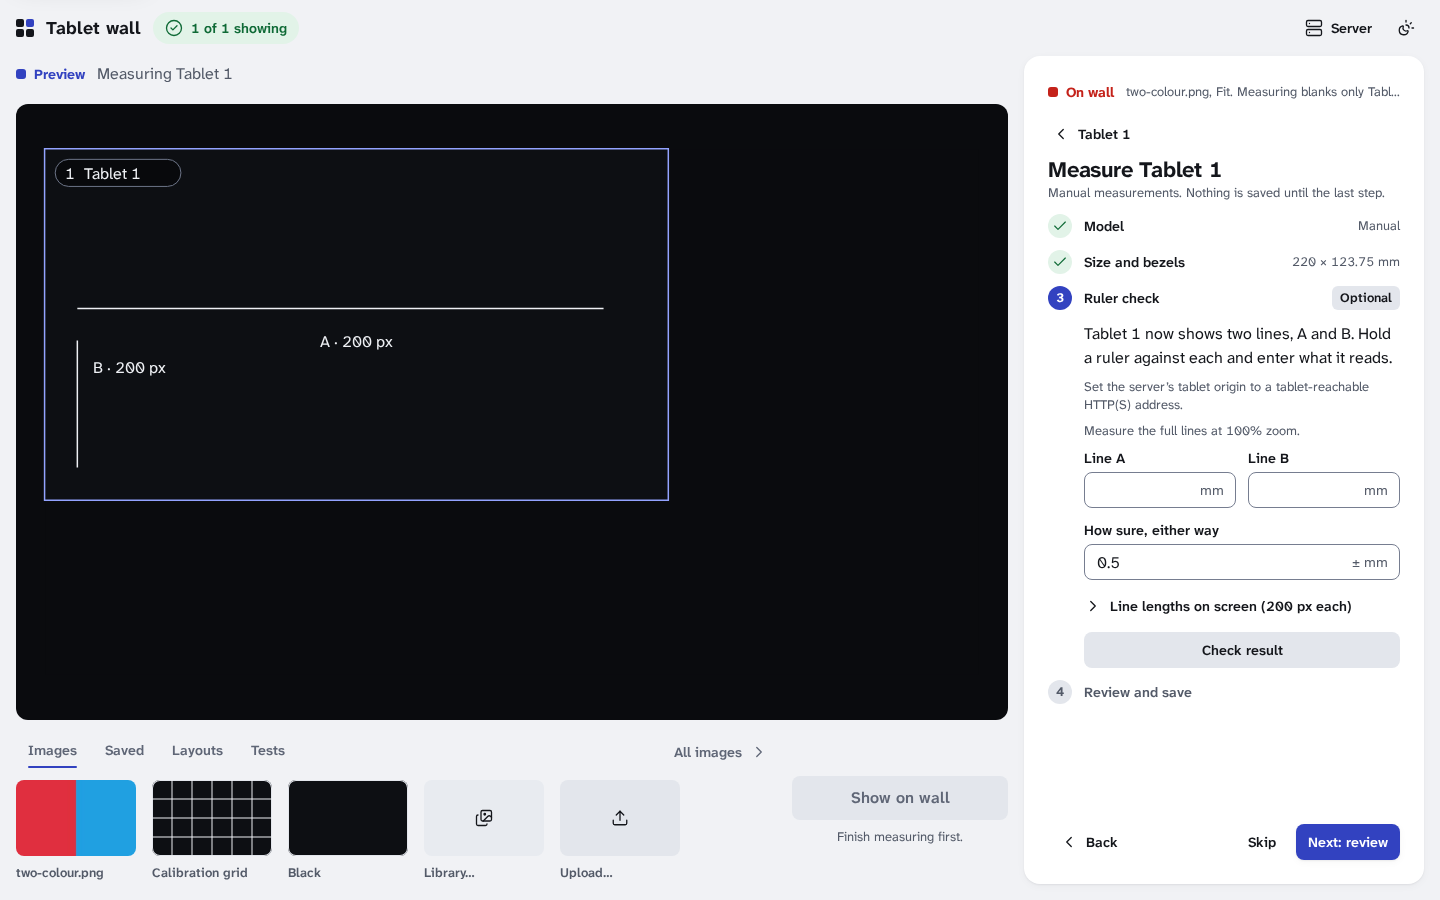 Tablet wall
1 of 1 showing
Server
Preview
Measuring Tablet 1
1 Tablet 1
A · 200 px
B · 200 px
Images
Saved
Layouts
Tests
All images
two-colour.png
Calibration grid
Black
Library...
Upload...
Show on wall
Finish measuring first.
On wall
two-colour.png, Fit. Measuring blanks only Tabl...
Tablet 1
Measure Tablet 1
Manual measurements. Nothing is saved until the last step.
Model
Manual
Size and bezels
220 × 123.75 mm
3
Ruler check
Optional
Tablet 1 now shows two lines, A and B. Hold
a ruler against each and enter what it reads.
Set the server's tablet origin to a tablet-reachable
HTTP(S) address.
Measure the full lines at 100% zoom.
Line A
Line B
mm
mm
How sure, either way
0.5
± mm
Line lengths on screen (200 px each)
Check result
4
Review and save
Back
Skip
Next: review